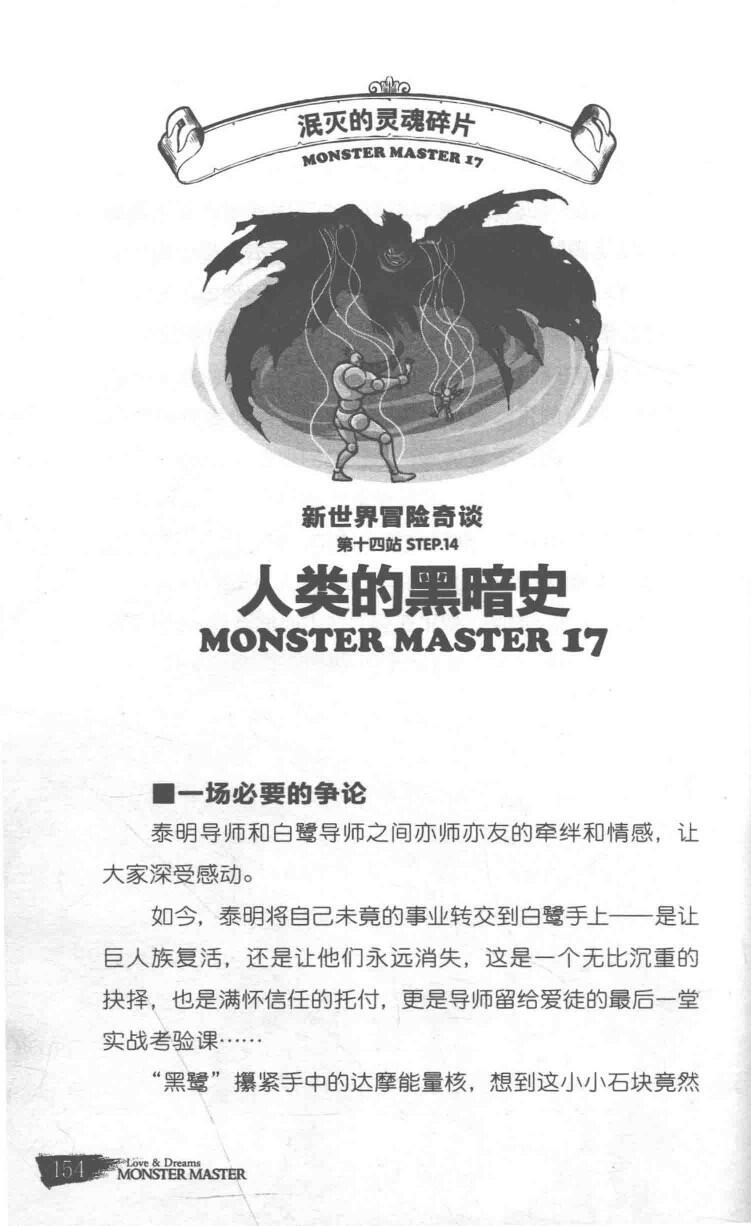 泯灭的灵魂碎片
MONSTER MASTER 17
新世界冒险奇谈
第十四站 STEP.14
人类的黑暗史
MONSTER MASTER 17
■一场必要的争论
泰明导师和白鹭导师之间亦师亦友的牵绊和情感，让
大家深受感动。
如今，泰明将自己未竟的事业转交到白鹭手上——是让
巨人族复活，还是让他们永远消失，这是一个无比沉重的
抉择，也是满怀信任的托付，更是导师留给爱徒的最后一堂
实战考验课……
“黑鹭”攥紧手中的达摩能量核，想到这小小石块竟然
154
Love & Dreams
MONSTER MASTER